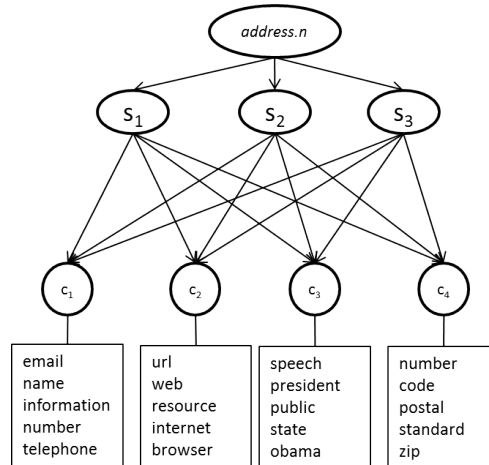 address.n
S1 S2 S3
c1 c2 c3 c4
email
name
information
number
telephone
url
web
resource
internet
browser
speech
president
public
state
obama
number
code
postal
standard
zip